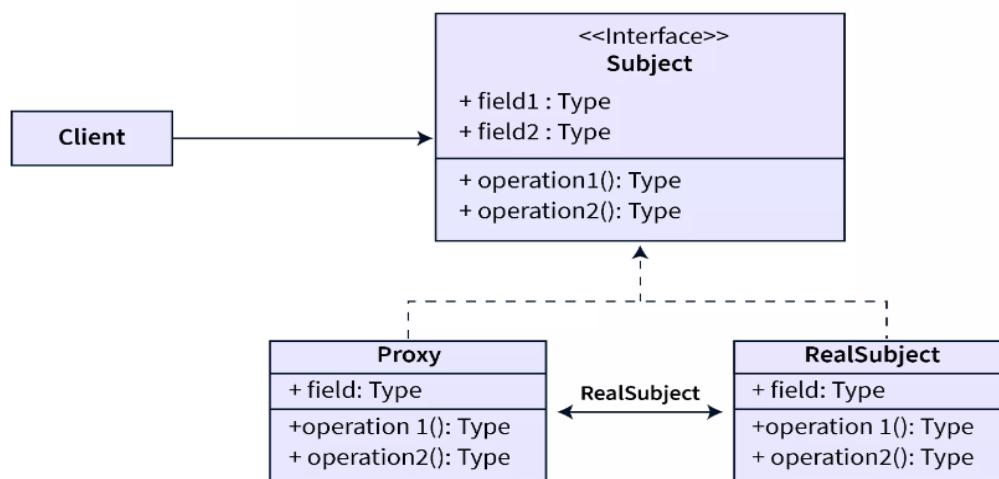 <<Interface>>
Subject
+ field1 : Type
+ field2 : Type
Client
+ operation1(): Type
+ operation2(): Type
Proxy
+ field: Type
+operation 1(): Type
+ operation2(): Type
RealSubject
RealSubject
+ field: Type
+operation 1(): Type
+ operation2(): Type